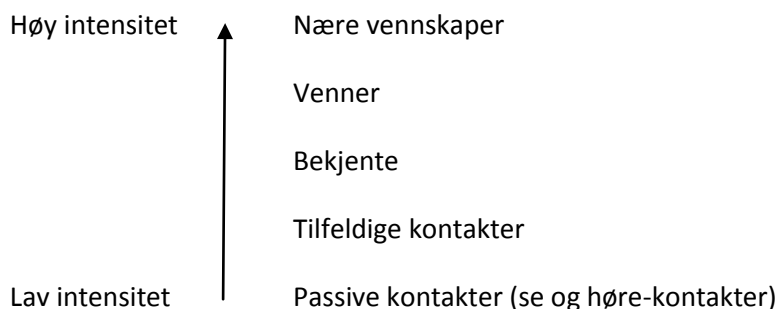 Høy intensitet Nære vennskaper
Venner
Bekjente
Tilfeldige kontakter
Lav intensitet Passive kontakter (se og høre-kontakter)